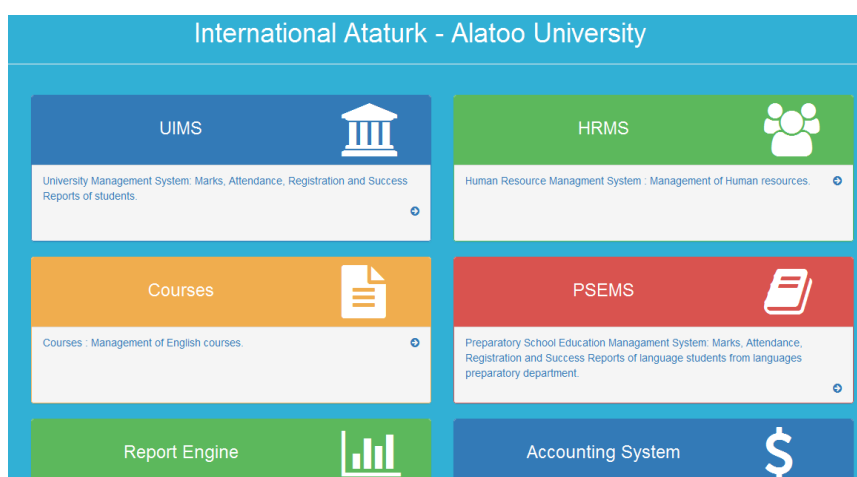 International Ataturk - Alatoo University
UIMS
University Management System: Marks, Attendance, Registration and Success
Reports of students.
HRMS
Human Resource Managment System : Management of Human resources.
Courses
Courses : Management of English courses.
PSEMS
Preparatory School Education Managament System: Marks, Attendance,
Registration and Success Reports of language students from languages
preparatory department.
Report Engine
Accounting System
$